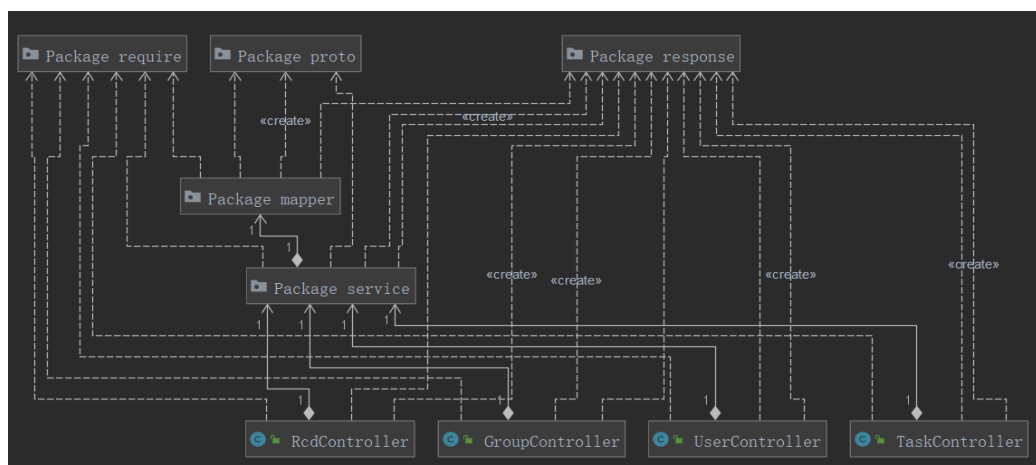 Package require
Package proto
Package response
«create»
«create»
Package mapper
1
1
«create»
«create»
«create»
«create»
Package service
1
1
1
1
1
1
1
1
RcdController
GroupController
UserController
TaskController